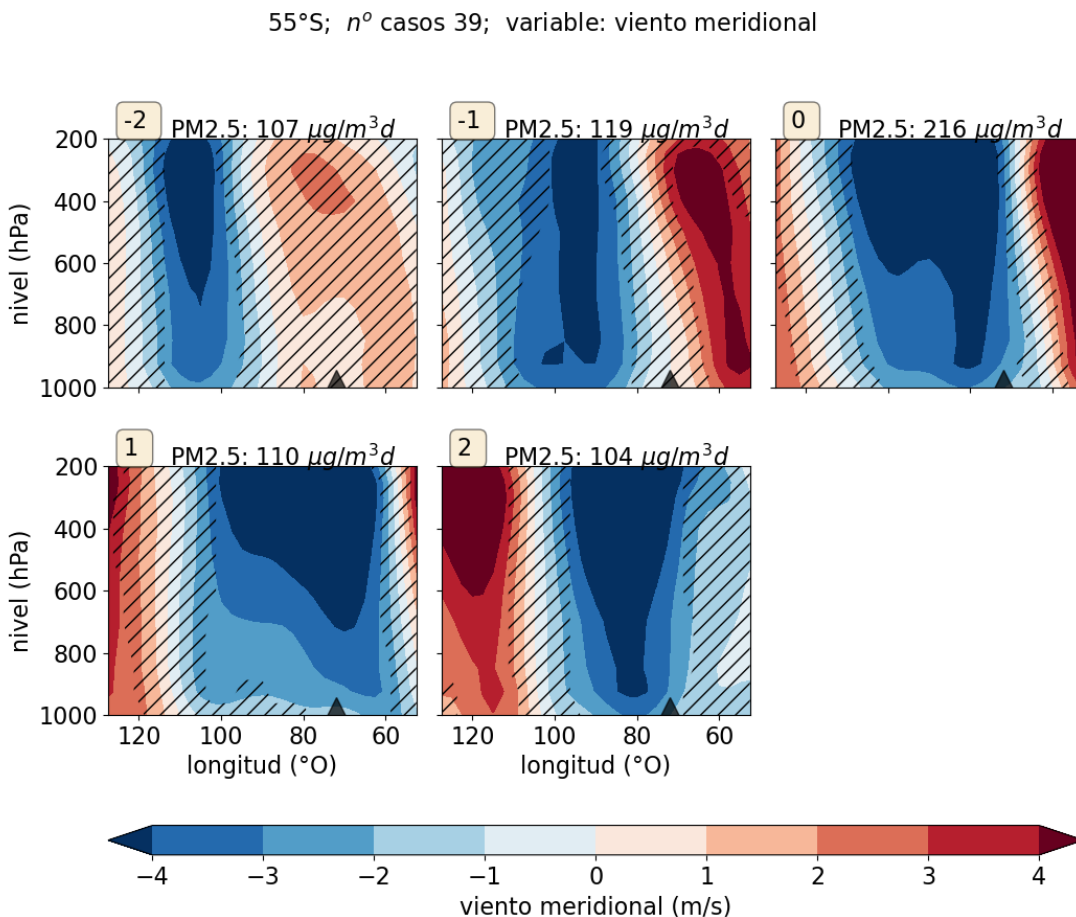 55°S; nº casos 39; variable: viento meridional
-2 PM2.5: 107 μg/m³d
-1 PM2.5: 119 μg/m³d
0 PM2.5: 216 μg/m³d
200
400
600
800
1000
nivel (hPa)
1 PM2.5: 110 μg/m³d
2 PM2.5: 104 μg/m³d
200
400
600
800
1000
nivel (hPa)
120 100 80 60
120 100 80 60
longitud (°O)
longitud (°O)
−4 −3 −2 −1 0 1 2 3 4
viento meridional (m/s)